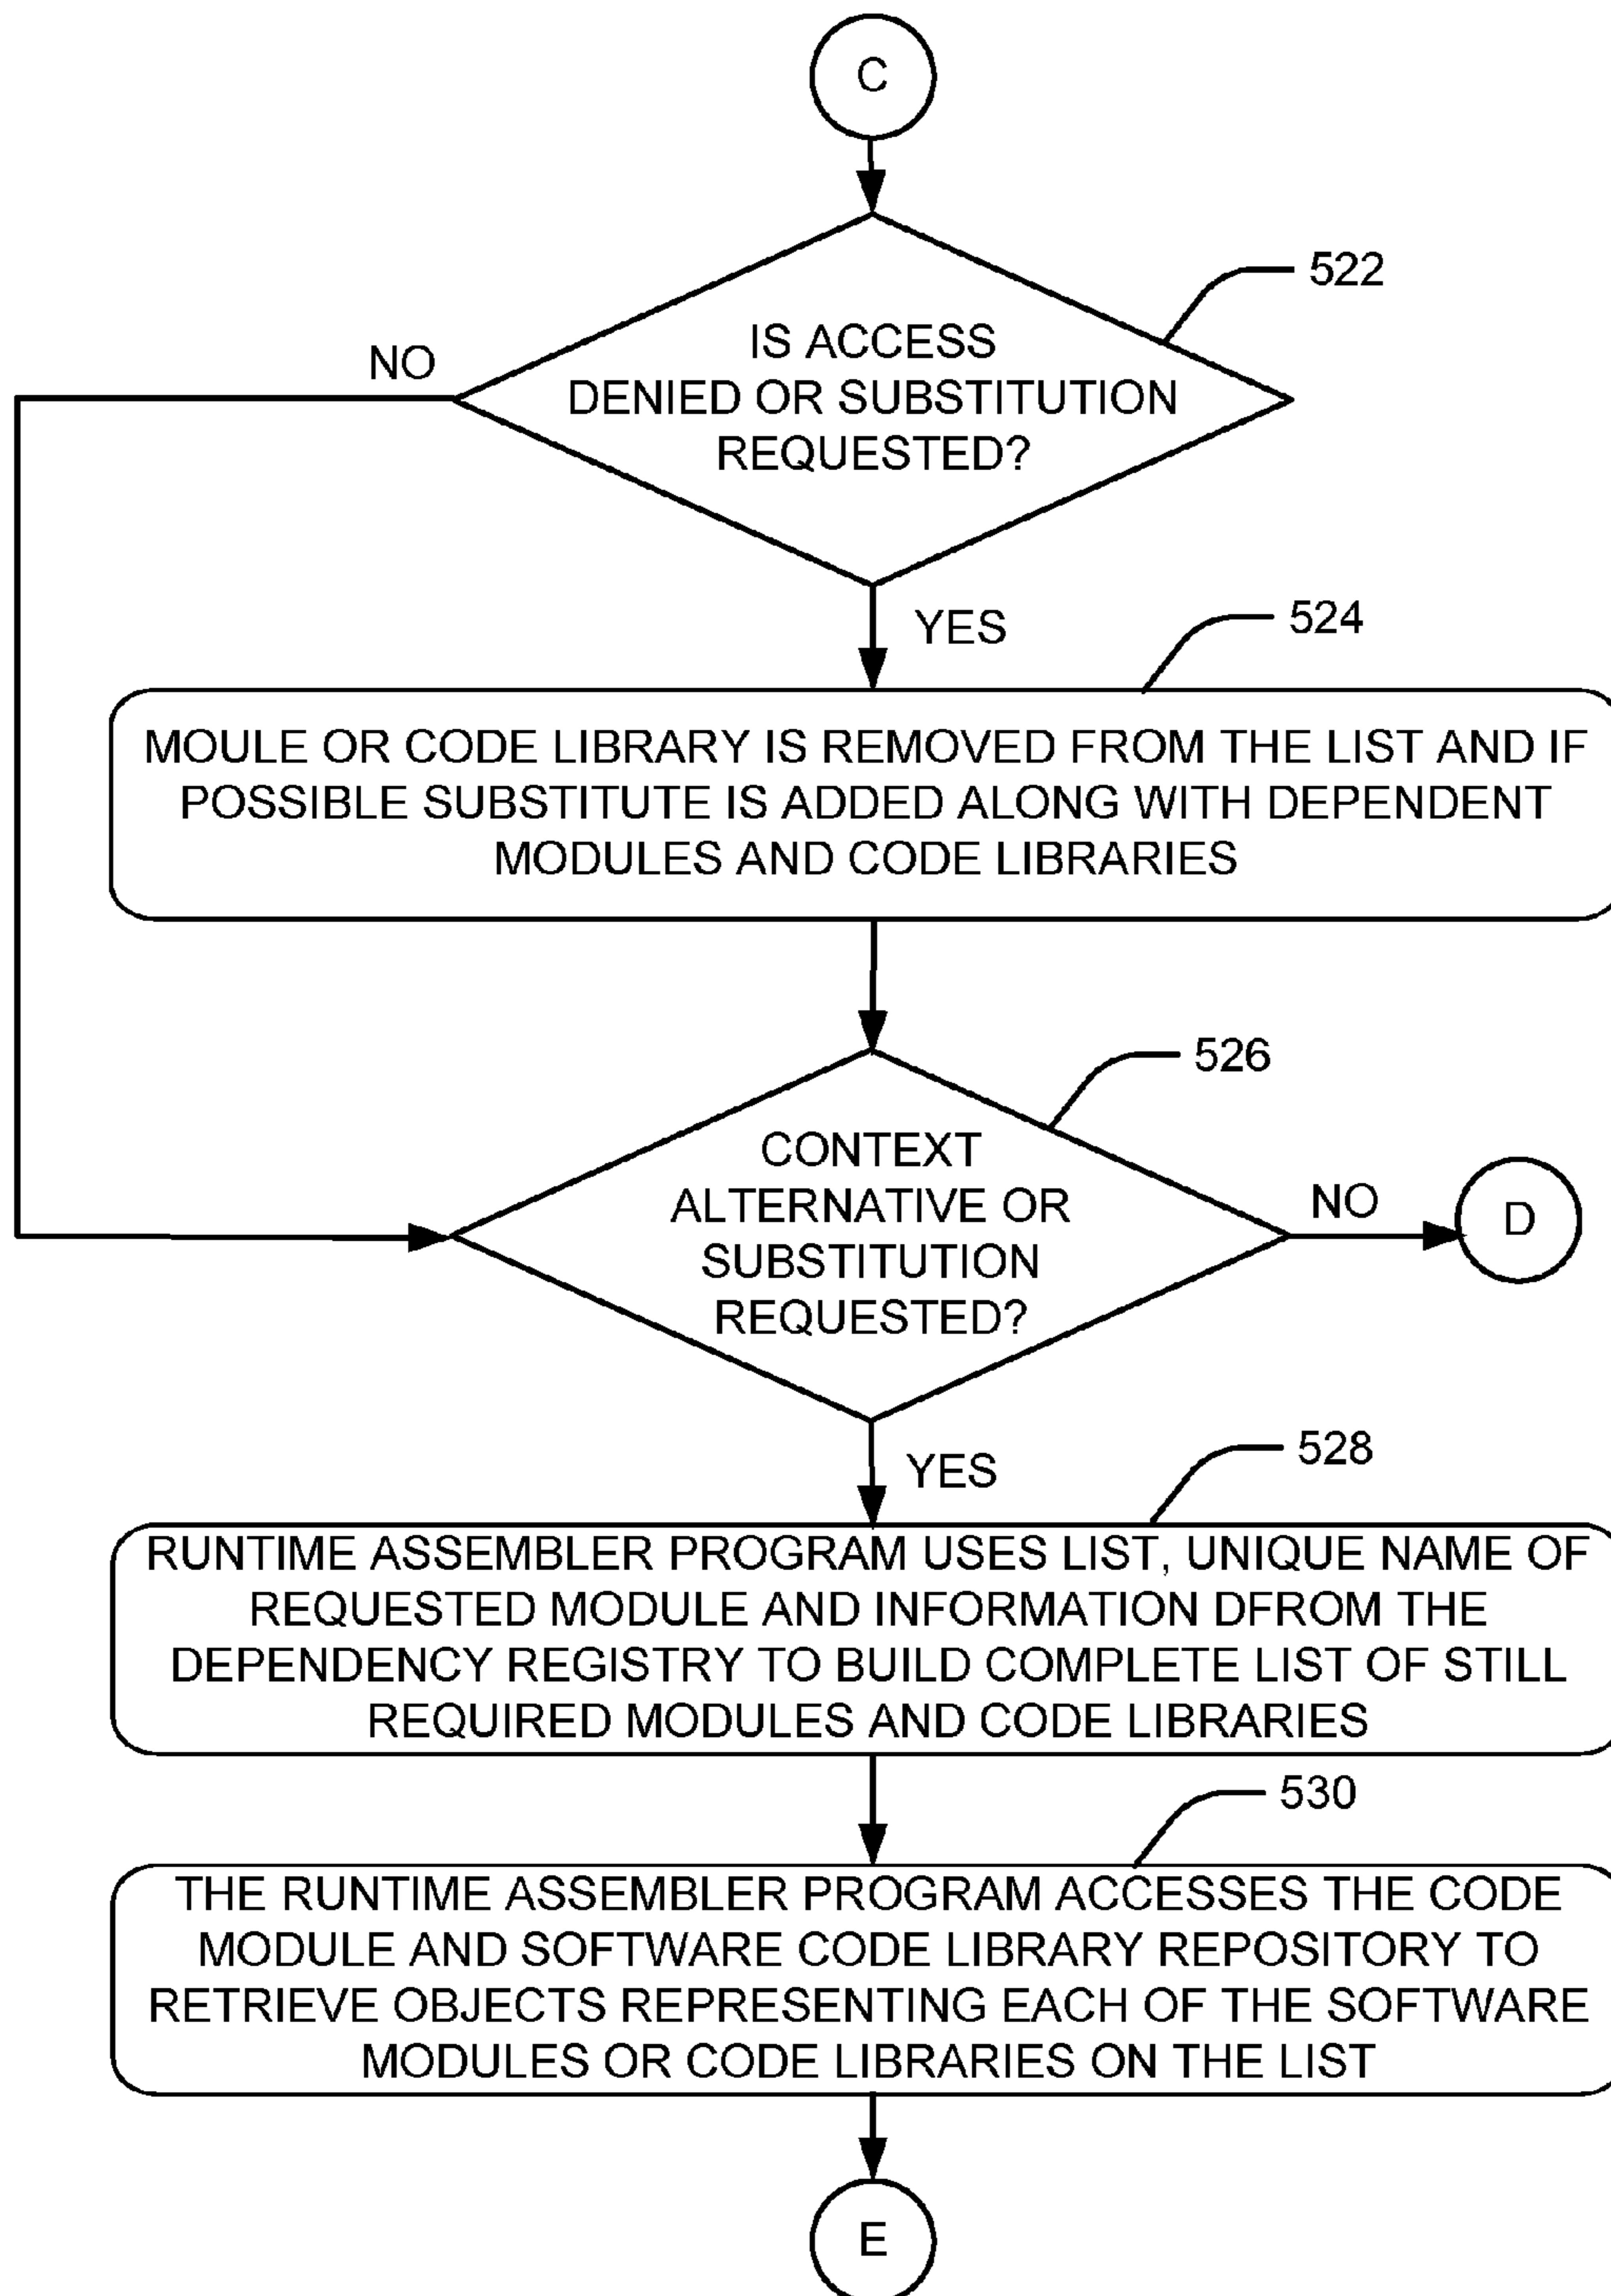 C
522
IS ACCESS
DENIED OR SUBSTITUTION
REQUESTED?
NO
YES
524
MOULE OR CODE LIBRARY IS REMOVED FROM THE LIST AND IF
POSSIBLE SUBSTITUTE IS ADDED ALONG WITH DEPENDENT
MODULES AND CODE LIBRARIES
526
CONTEXT
ALTERNATIVE OR
SUBSTITUTION
REQUESTED?
NO
D
YES
528
RUNTIME ASSEMBLER PROGRAM USES LIST, UNIQUE NAME OF
REQUESTED MODULE AND INFORMATION DFROM THE
DEPENDENCY REGISTRY TO BUILD COMPLETE LIST OF STILL
REQUIRED MODULES AND CODE LIBRARIES
530
THE RUNTIME ASSEMBLER PROGRAM ACCESSES THE CODE
MODULE AND SOFTWARE CODE LIBRARY REPOSITORY TO
RETRIEVE OBJECTS REPRESENTING EACH OF THE SOFTWARE
MODULES OR CODE LIBRARIES ON THE LIST
E